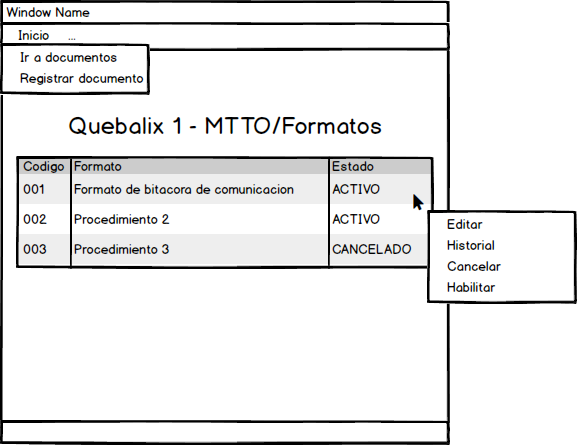 Window Name
Inicio ...
Ir a documentos
Registrar documento
Quebalix 1 - MTTO/Formatos
Codigo Formato Estado
001 Formato de bitacora de comunicacion ACTIVO
002 Procedimiento 2 ACTIVO
003 Procedimiento 3 CANCELADO
Editar
Historial
Cancelar
Habilitar